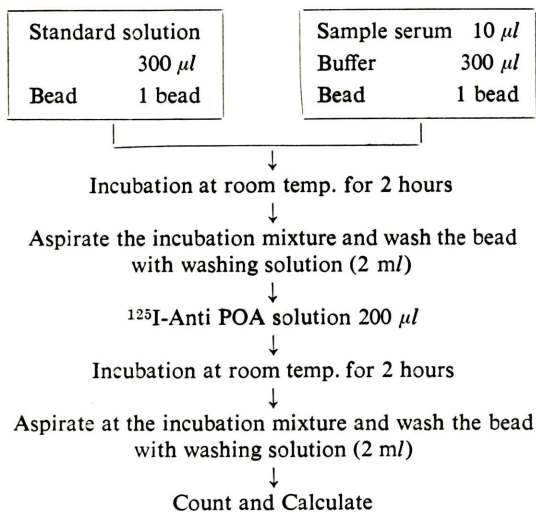 Standard solution
300 μl
Bead 1 bead
Sample serum 10 μl
Buffer 300 μl
Bead 1 bead
↓
Incubation at room temp. for 2 hours
↓
Aspirate the incubation mixture and wash the bead
with washing solution (2 ml)
↓
¹²⁵I-Anti POA solution 200 μl
↓
Incubation at room temp. for 2 hours
↓
Aspirate at the incubation mixture and wash the bead
with washing solution (2 ml)
↓
Count and Calculate